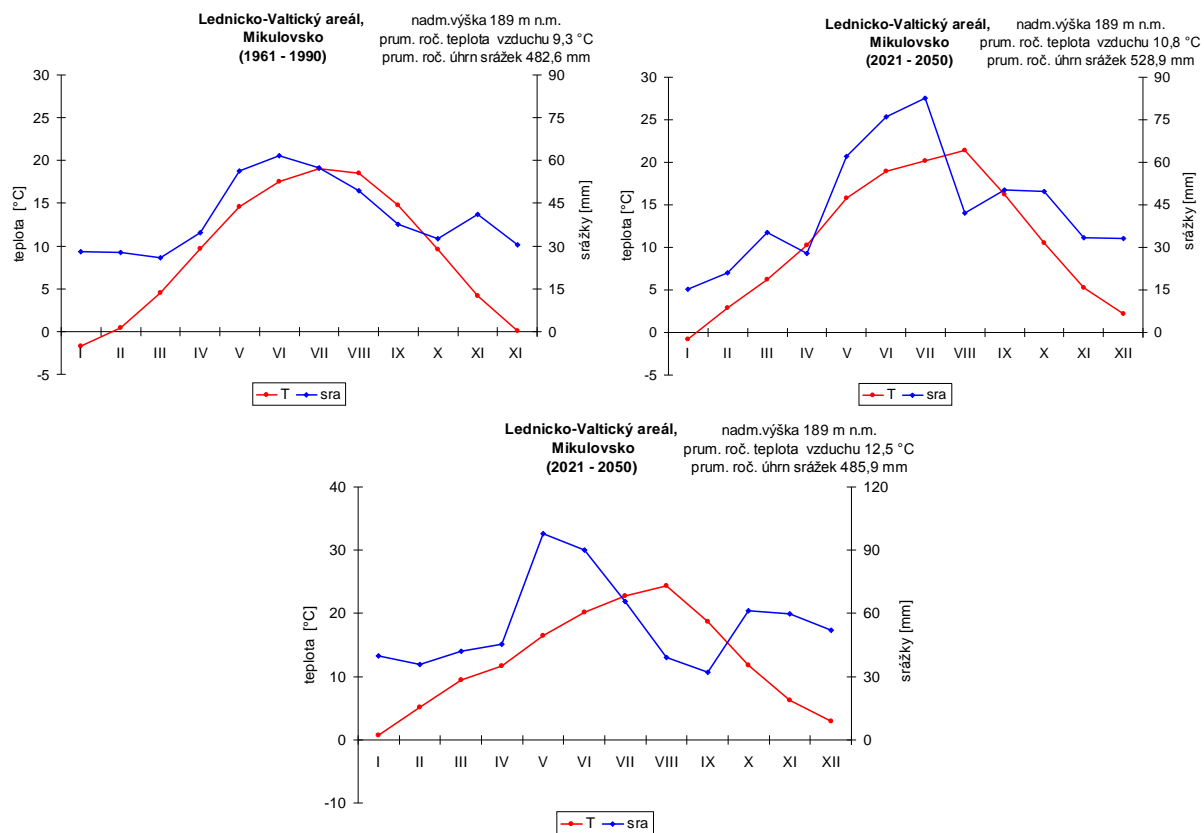 Lednicko-Valtický areál,
Mikulovsko
(1961 - 1990)
nadm.výška 189 m n.m.
prum. roč. teplota vzduchu 9,3 °C
prum. roč. úhrn srážek 482,6 mm
30
25
20
15
10
5
0
-5
teplota [°C]
90
75
60
45
30
15
0
srážky [mm]
I II III IV V VI VII VIII IX X XI XI
T sra
Lednicko-Valtický areál,
Mikulovsko
(2021 - 2050)
nadm.výška 189 m n.m.
prum. roč. teplota vzduchu 10,8 °C
prum. roč. úhrn srážek 528,9 mm
30
25
20
15
10
5
0
-5
teplota [°C]
90
75
60
45
30
15
0
srážky [mm]
I II III IV V VI VII VIII IX X XI XII
T sra
Lednicko-Valtický areál,
Mikulovsko
(2021 - 2050)
nadm.výška 189 m n.m.
prum. roč. teplota vzduchu 12,5 °C
prum. roč. úhrn srážek 485,9 mm
40
30
20
10
0
-10
teplota [°C]
120
90
60
30
0
srážky [mm]
I II III IV V VI VII VIII IX X XI XII
T sra